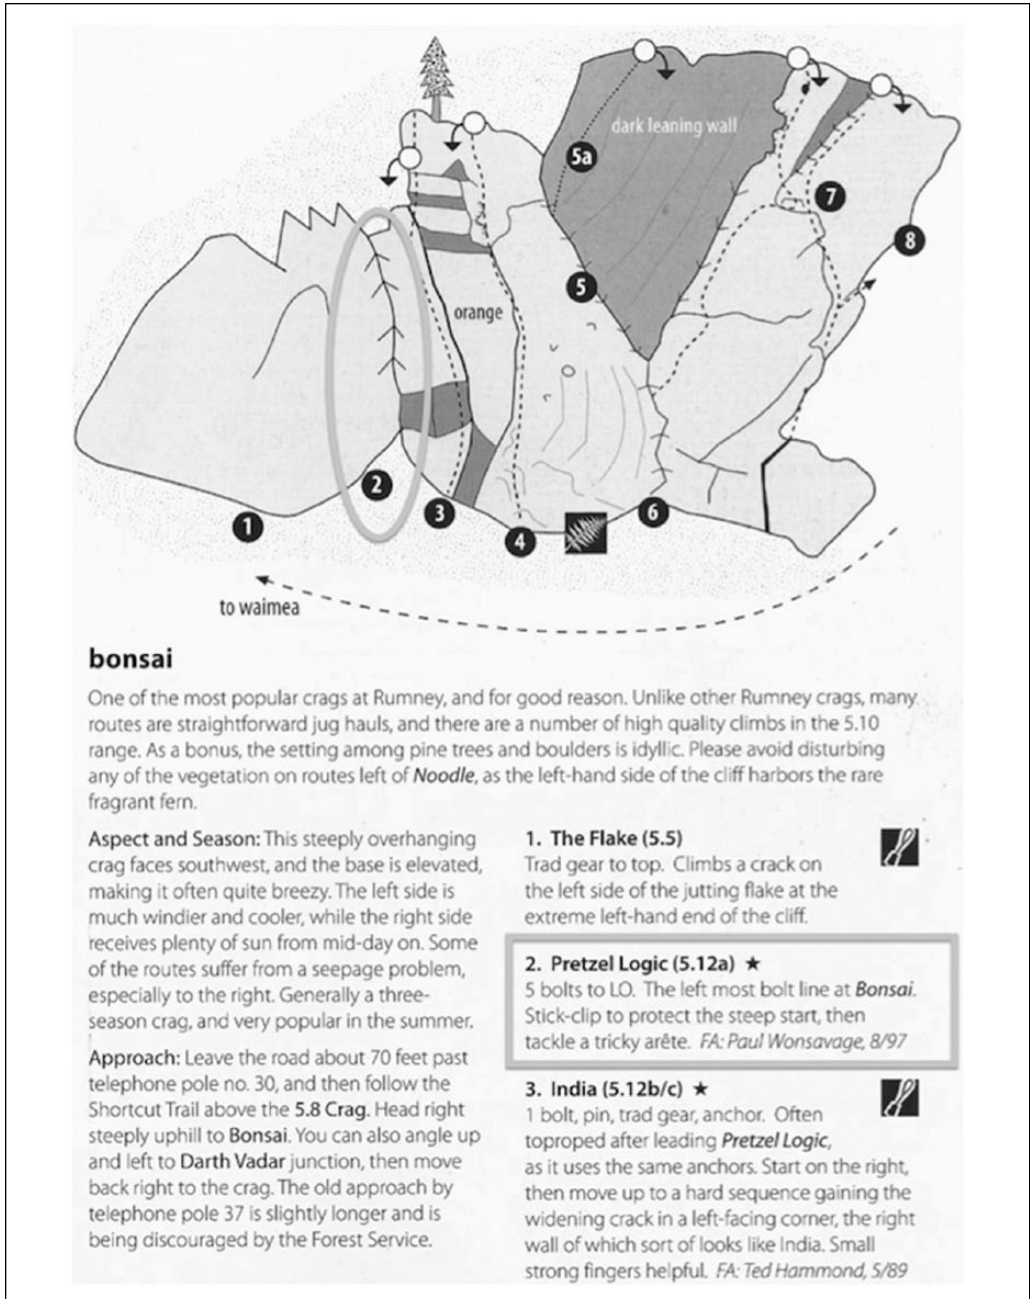 dark leaning wall
5a
7
8
5
orange
2
3
1
4
6
to waimea
bonsai
One of the most popular crags at Rumney, and for good reason. Unlike other Rumney crags, many
routes are straightforward jug hauls, and there are a number of high quality climbs in the 5.10
range. As a bonus, the setting among pine trees and boulders is idyllic. Please avoid disturbing
any of the vegetation on routes left of Noodle, as the left-hand side of the cliff harbors the rare
fragrant fern.
Aspect and Season: This steeply overhanging
crag faces southwest, and the base is elevated,
making it often quite breezy. The left side is
much windier and cooler, while the right side
receives plenty of sun from mid-day on. Some
of the routes suffer from a seepage problem,
especially to the right. Generally a three-
season crag, and very popular in the summer.
Approach: Leave the road about 70 feet past
telephone pole no. 30, and then follow the
Shortcut Trail above the 5.8 Crag. Head right
steeply uphill to Bonsai. You can also angle up
and left to Darth Vadar junction, then move
back right to the crag. The old approach by
telephone pole 37 is slightly longer and is
being discouraged by the Forest Service.
1. The Flake (5.5)
Trad gear to top. Climbs a crack on
the left side of the jutting flake at the
extreme left-hand end of the cliff.
2. Pretzel Logic (5.12a) ★
5 bolts to LO. The left most bolt line at Bonsai.
Stick-clip to protect the steep start, then
tackle a tricky arête. FA: Paul Wonsavage, 8/97
3. India (5.12b/c) ★
1 bolt, pin, trad gear, anchor. Often
toproped after leading Pretzel Logic,
as it uses the same anchors. Start on the right,
then move up to a hard sequence gaining the
widening crack in a left-facing corner, the right
wall of which sort of looks like India. Small
strong fingers helpful. FA: Ted Hammond, 5/89